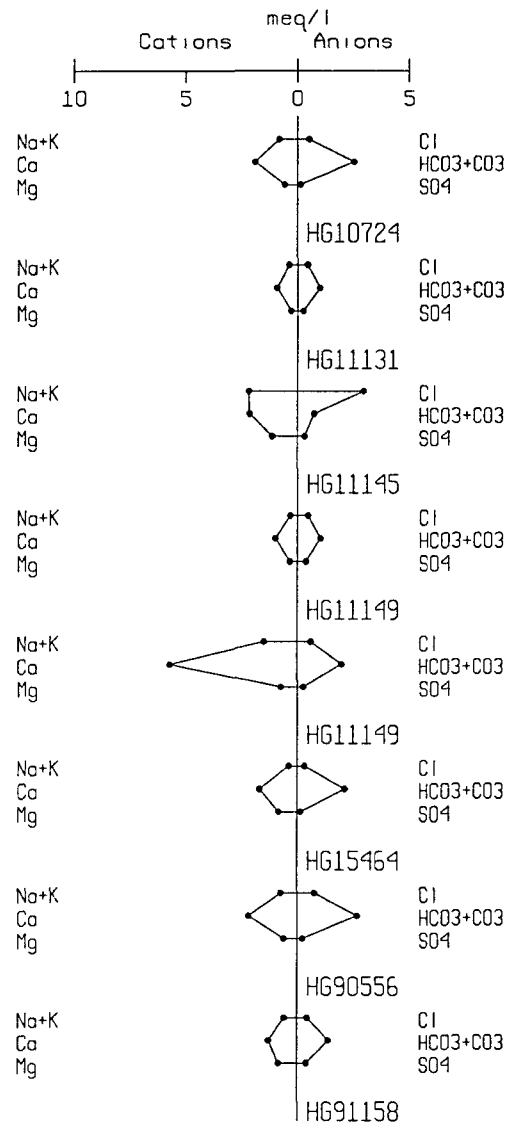 meq/l
Cations Anions
10 5 0 5
Na+K Cl
Ca HCO3+CO3
Mg SO4
HG10724
Na+K Cl
Ca HCO3+CO3
Mg SO4
HG11131
Na+K Cl
Ca HCO3+CO3
Mg SO4
HG11145
Na+K Cl
Ca HCO3+CO3
Mg SO4
HG11149
Na+K Cl
Ca HCO3+CO3
Mg SO4
HG11149
Na+K Cl
Ca HCO3+CO3
Mg SO4
HG15464
Na+K Cl
Ca HCO3+CO3
Mg SO4
HG90556
Na+K Cl
Ca HCO3+CO3
Mg SO4
HG91158